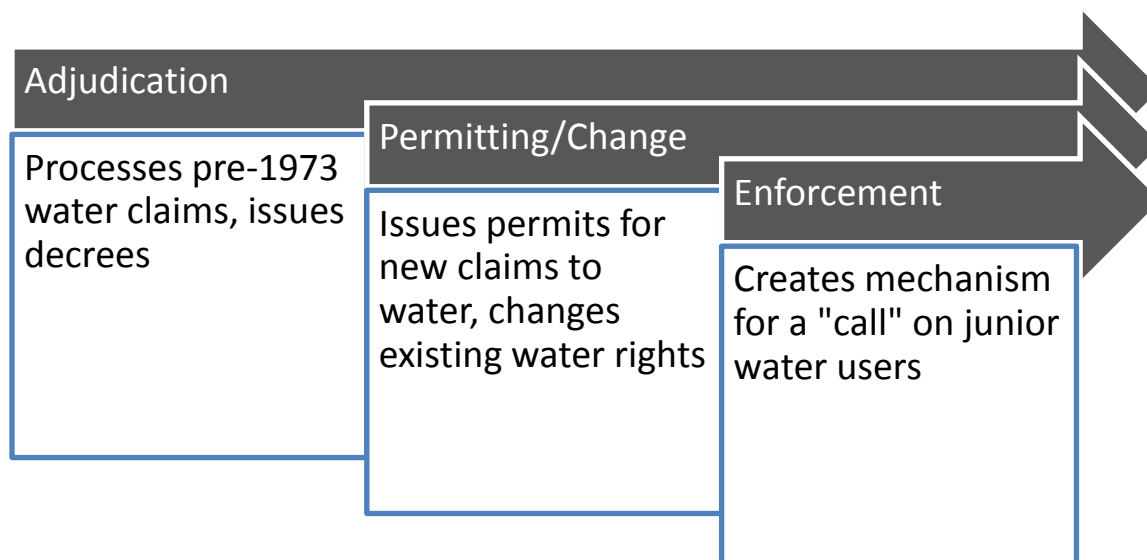 Adjudication
Processes pre-1973
water claims, issues
decrees
Permitting/Change
Issues permits for
new claims to
water, changes
existing water rights
Enforcement
Creates mechanism
for a "call" on junior
water users